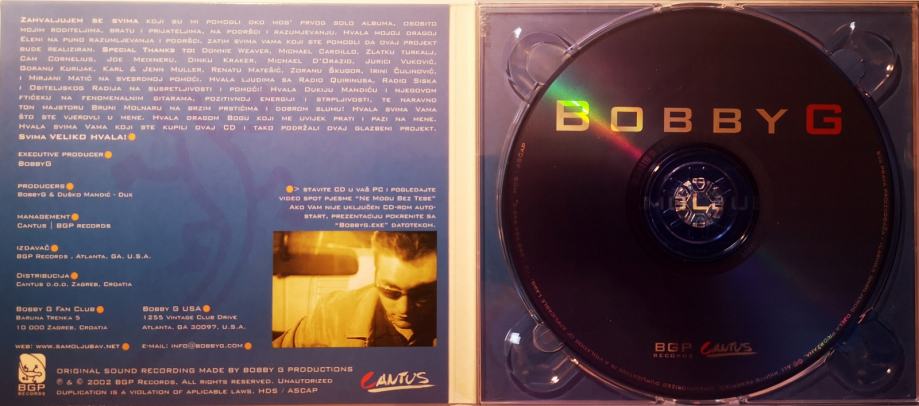 ZAHVALJUJEM SE SVIMA KOJI SU MI POMOGLI OKO MOG' PRVOG SOLO ALBUMA, OSOBITO
MOJIM RODITELJIMA, BRATU I PRIJATELJIMA, NA PODRŠCI I RAZUMJEVANJU. HVALA MOJOJ DRAGOJ
ELENI NA PUNO RAZUMJEVANJA I PODRŠCI, ZATIM SVIMA VAMA KOJI STE POMOGLI DA OVAJ PROJEKT
BUDE REALIZIRAN. SPECIAL THANKS TO: DONNIE WEAVER, MICHAEL CARDILLO, ZLATKU TURKALJ,
CAM CORNELIUS, JOE MEIXNERU, DINKU KRAKER, MICHAEL D'ORAZIO, JURICI VUKOVIĆ,
GORANU KURIJAK, KARL & JENN MULLER, RENATU MATEŠIĆ, ZORANU ŠKUGOR, IRINI ČULINOVIĆ,
I MIRJANI MATIĆ NA SVESRDNOJ POMOĆI. HVALA LJUDIMA SA RADIO QUIRINUSA, RADIO SISKA
I OBITELJSKOG RADIJA NA SUSRETLJIVOSTI I POMOĆI! HVALA DUKIJU MANDIĆU I NJEGOVOM
FTIĆEKU NA FENOMENALNIM GITARAMA, POZITIVNOJ ENERGIJI I STRPLJIVOSTI, TE NARAVNO
TON MAJSTORU BRUNI MOLNARU NA BRZIM PRSTIĆIMA I DOBROM SLUHU! HVALA SVIMA VAMA
ŠTO STE VJEROVLI U MENE. HVALA DRAGOM BOGU KOJI ME UVIJEK PRATI I PAZI NA MENE.
HVALA SVIMA VAMA KOJI STE KUPILI OVAJ CD I TAKO PODRŽALI OVAJ GLAZBENI PROJEKT.
SVIMA VELIKO HVALA!
EXECUTIVE PRODUCER
BOBBYG
PRODUCERS
BOBBYG & DUŠKO MANDIĆ - DUK
MANAGEMENT
CANTUS | BGP RECORDS
IZDAVAČ
BGP RECORDS, ATLANTA, GA, U.S.A.
DISTRIBUCIJA
CANTUS D.O.O. ZAGREB, CROATIA
BOBBY G FAN CLUB
BARUNA TRENKA 5
10 000 ZAGREB, CROATIA
BOBBY G USA
1255 VINTAGE CLUB DRIVE
ATLANTA, GA 30097, U.S.A.
WEB: WWW.SAMOLJUBAV.NET
E-MAIL: INFO@BOBBYG.COM
> STAVITE CD U VAŠ PC I POGLEDAJTE
VIDEO SPOT PJESME "NE MOGU BEZ TEBE"
AKO VAM NIJE UKLJUČEN CD-ROM AUTO-
START, PREZENTACIJU POKRENITE SA
"BOBBYG.EXE" DATOTEKOM.
BGP
RECORDS
ORIGINAL SOUND RECORDING MADE BY BOBBY G PRODUCTIONS
℗ & © 2002 BGP RECORDS. ALL RIGHTS RESERVED. UNAUTHORIZED
DUPLICATION IS A VIOLATION OF APLICABLE LAWS. HDS / ASCAP
CANTUS
BOBBYG
BGP
RECORDS
CANTUS